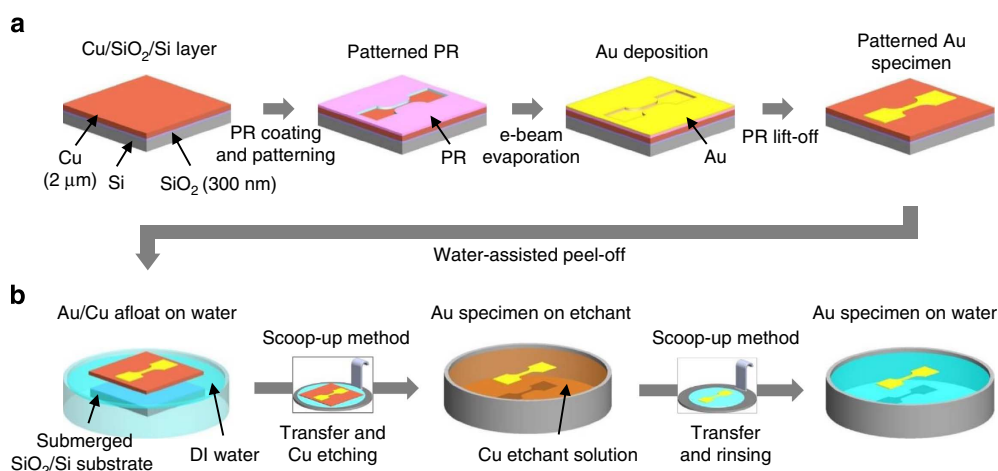 a
Cu/SiO₂/Si layer
Patterned PR
Au deposition
Patterned Au
specimen
PR coating
and patterning
e-beam
evaporation
PR lift-off
Cu
(2 μm)
Si
SiO₂ (300 nm)
PR
Au
Water-assisted peel-off
b
Au/Cu afloat on water
Scoop-up method
Au specimen on etchant
Scoop-up method
Au specimen on water
Submerged
SiO₂/Si substrate
DI water
Transfer and
Cu etching
Cu etchant solution
Transfer
and rinsing